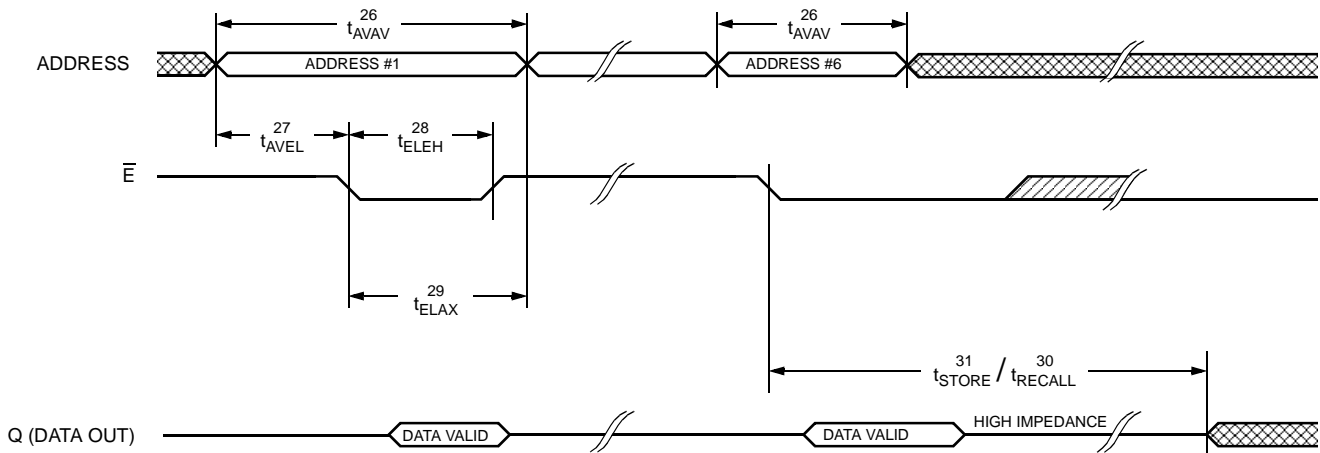 26
tAVAV
26
tAVAV
ADDRESS
ADDRESS #1
ADDRESS #6
27
tAVEL
28
tELEH
E
29
tELAX
31
tSTORE / 30
tRECALL
Q (DATA OUT)
DATA VALID
DATA VALID
HIGH IMPEDANCE